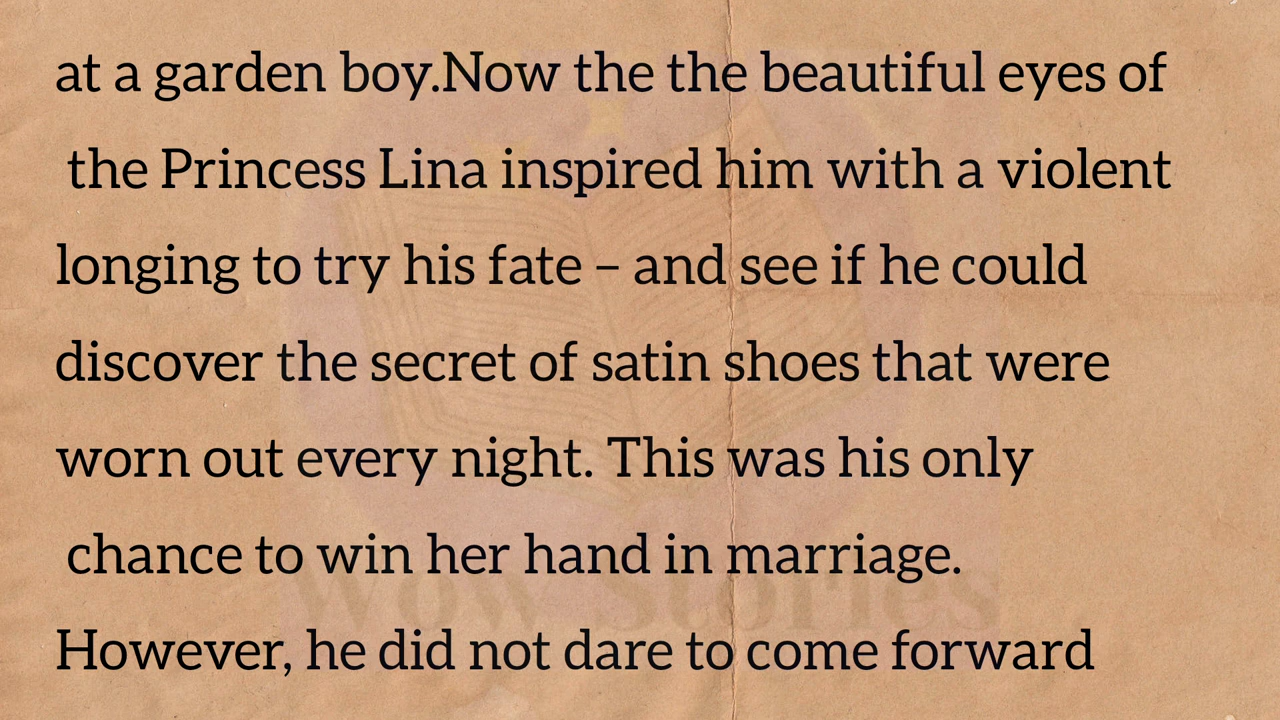 at a garden boy.Now the the beautiful eyes of
the Princess Lina inspired him with a violent
longing to try his fate – and see if he could
discover the secret of satin shoes that were
worn out every night. This was his only
chance to win her hand in marriage.
Wow Stories
However, he did not dare to come forward